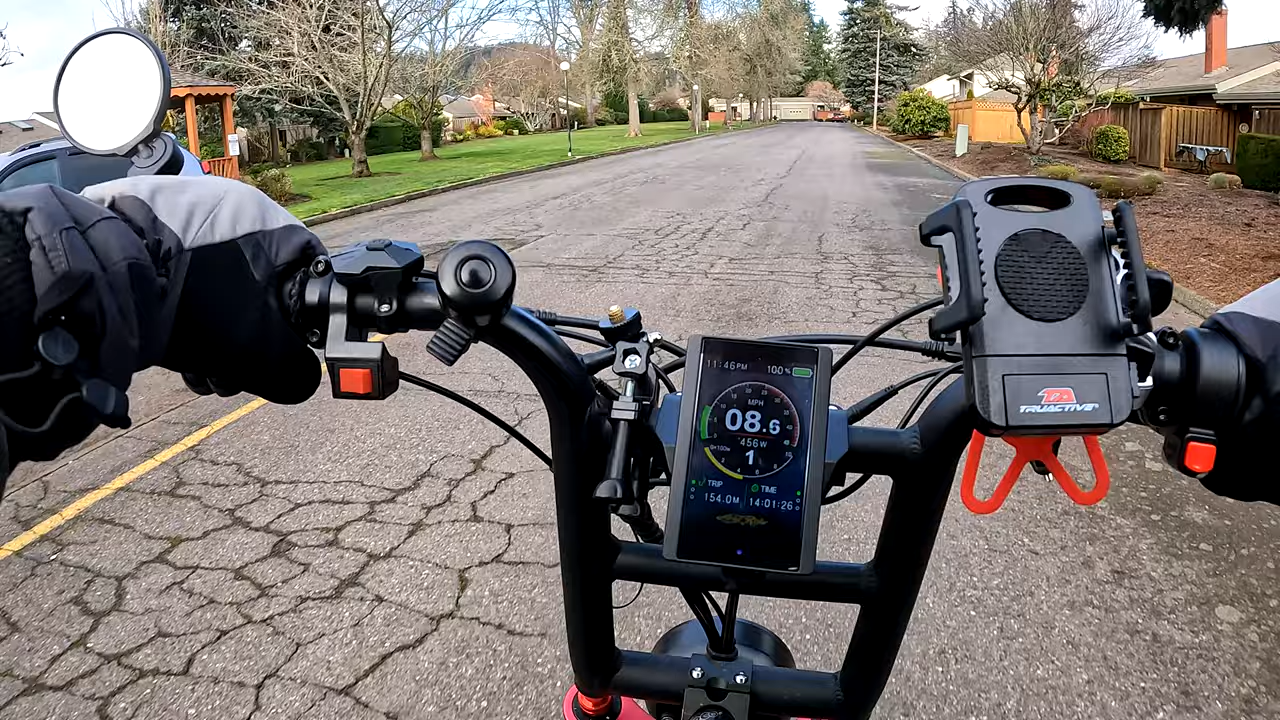 11:46PM 100%
MPH
08.6
456W
1
TRIP TIME
154.0M 14:01:26
TRUACTIVE